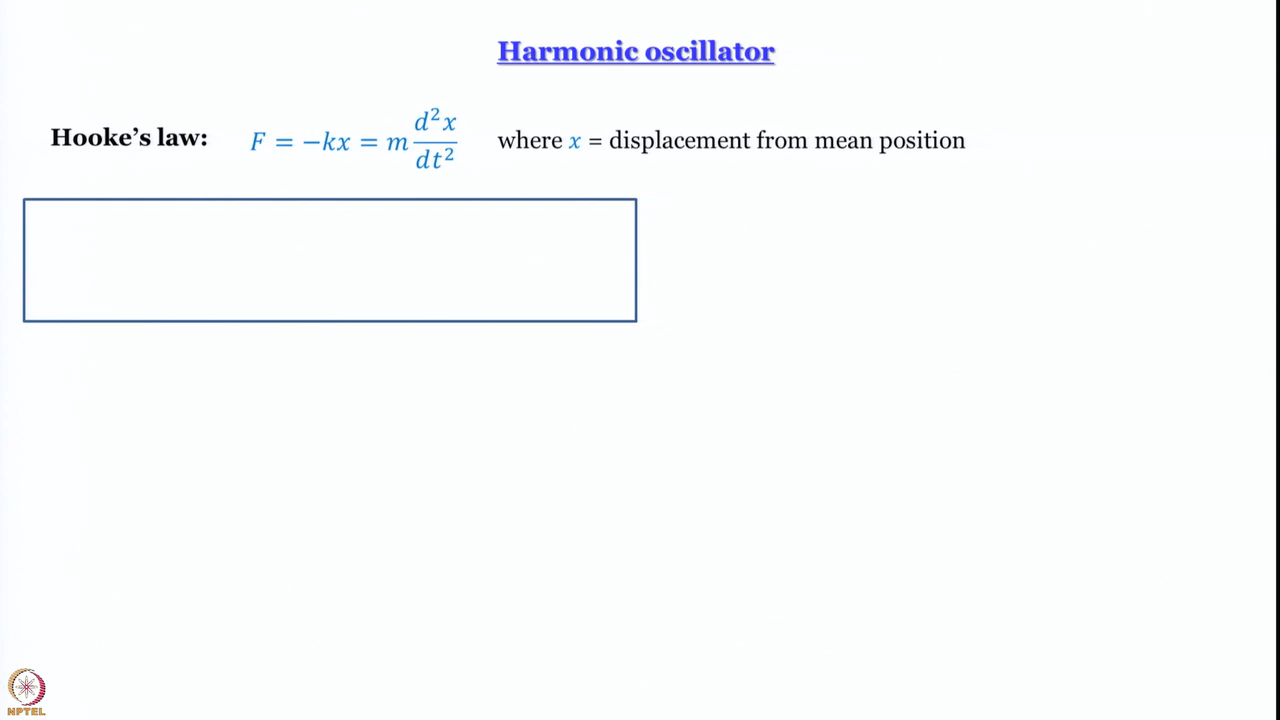 Harmonic oscillator
Hooke's law: F = −kx = m d²x/dt² where x = displacement from mean position
NPTEL